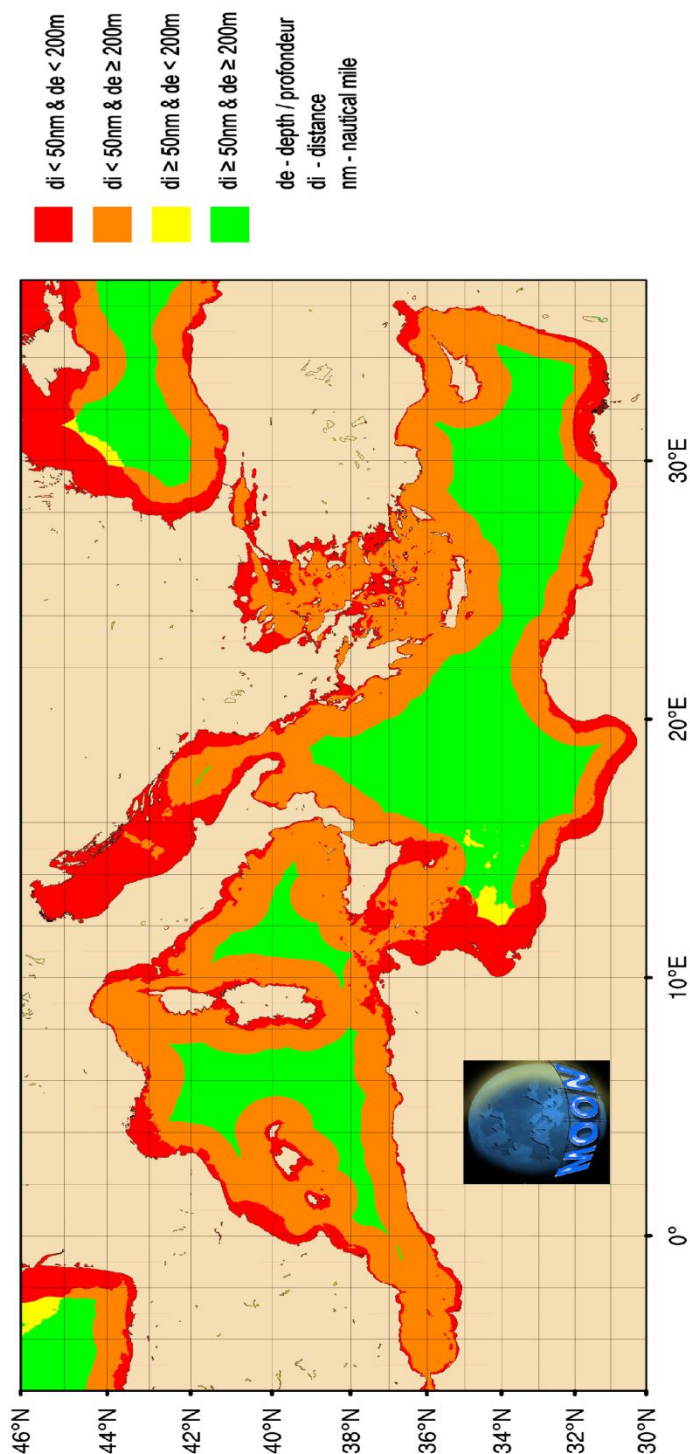 di < 50nm & de < 200m
di < 50nm & de ≥ 200m
di ≥ 50nm & de < 200m
di ≥ 50nm & de ≥ 200m
de - depth / profondeur
di - distance
nm - nautical mile
46°N
44°N
42°N
40°N
38°N
36°N
34°N
32°N
30°N
0°
10°E
20°E
30°E
MOON